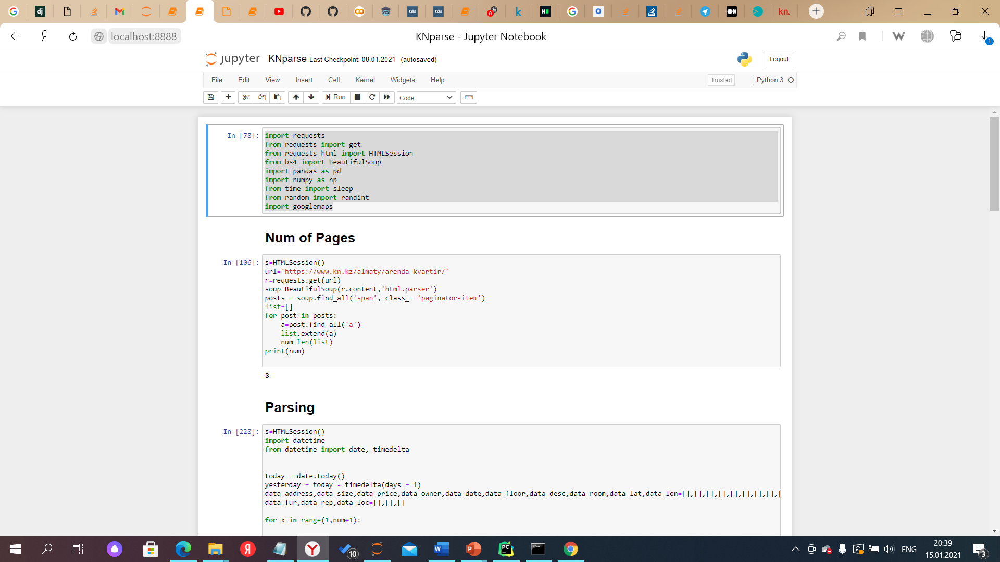 localhost:8888
KNparse - Jupyter Notebook
1
jupyter KNparse Last Checkpoint: 08.01.2021 (autosaved)
Logout
File Edit View Insert Cell Kernel Widgets Help
Trusted
Python 3
Run
Code
In [78]:
import requests
from requests import get
from requests_html import HTMLSession
from bs4 import BeautifulSoup
import pandas as pd
import numpy as np
from time import sleep
from random import randint
import googlemaps
Num of Pages
In [106]:
s=HTMLSession()
url='https://www.kn.kz/almaty/arenda-kvartir/'
r=requests.get(url)
soup=BeautifulSoup(r.content,'html.parser')
posts = soup.find_all('span', class_= 'paginator-item')
list=[]
for post in posts:
    a=post.find_all('a')
    list.extend(a)
    num=len(list)
print(num)
8
Parsing
In [228]:
s=HTMLSession()
import datetime
from datetime import date, timedelta
today = date.today()
yesterday = today - timedelta(days = 1)
data_address,data_size,data_price,data_owner,data_date,data_floor,data_desc,data_room,data_lat,data_lon=[],[],[],[],[],[],[],[],[
data_fur,data_rep,data_loc=[],[],[]
for x in range(1,num+1):
10
ENG
20:39
15.01.2021
3